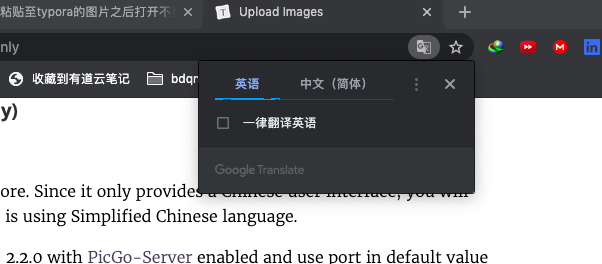 粘贴至typora的图片之后打开不
T Upload Images
nly
收藏到有道云笔记
bdqn
英语 中文（简体）
一律翻译英语
Google Translate
y)
ore. Since it only provides a Chinese user interface, you will
is using Simplified Chinese language.
2.2.0 with PicGo-Server enabled and use port in default value